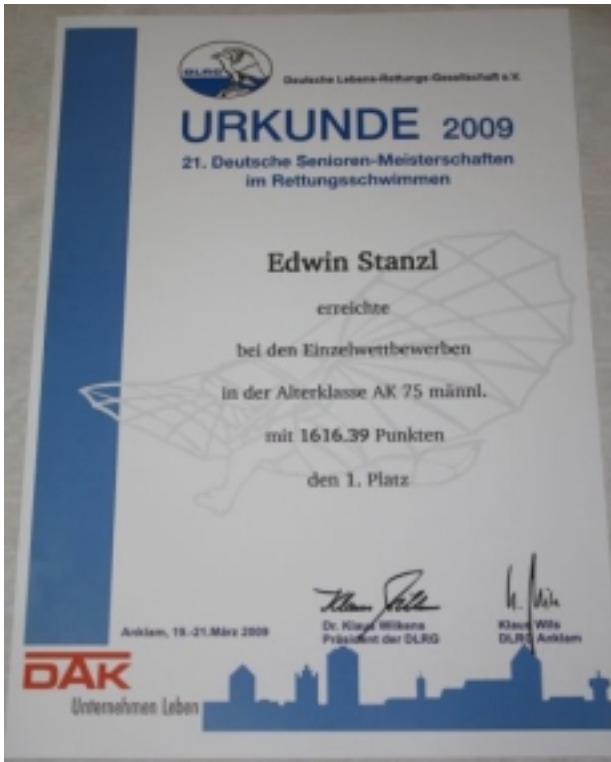 DLRG
Deutsche Lebens-Rettungs-Gesellschaft e.V.
URKUNDE 2009
21. Deutsche Senioren-Meisterschaften
im Rettungsschwimmen
Edwin Stanzl
erreichte
bei den Einzelwettbewerben
in der Alterklasse AK 75 männl.
mit 1616.39 Punkten
den 1. Platz
Anklam, 19.-21.März 2009
Dr. Klaus Wilkens
Präsident der DLRG
Klaus Wils
DLRG Anklam
DAK
Unternehmen Leben